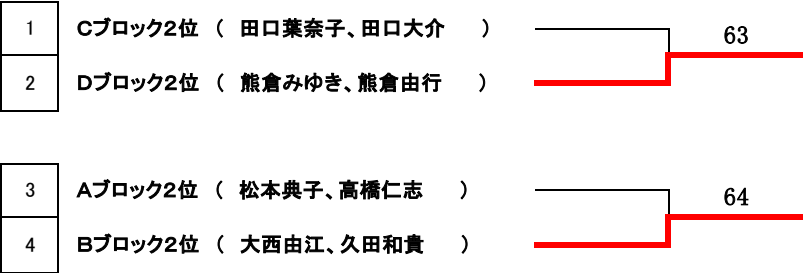 1 Cブロック2位 （ 田口葉奈子、田口大介 ）
63
2 Dブロック2位 （ 熊倉みゆき、熊倉由行 ）
3 Aブロック2位 （ 松本典子、高橋仁志 ）
64
4 Bブロック2位 （ 大西由江、久田和貴 ）